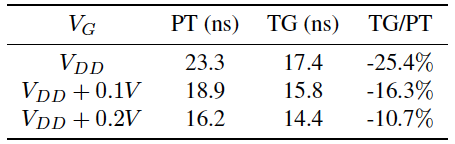 V_G PT (ns) TG (ns) TG/PT
V_DD 23.3 17.4 -25.4%
V_DD + 0.1V 18.9 15.8 -16.3%
V_DD + 0.2V 16.2 14.4 -10.7%